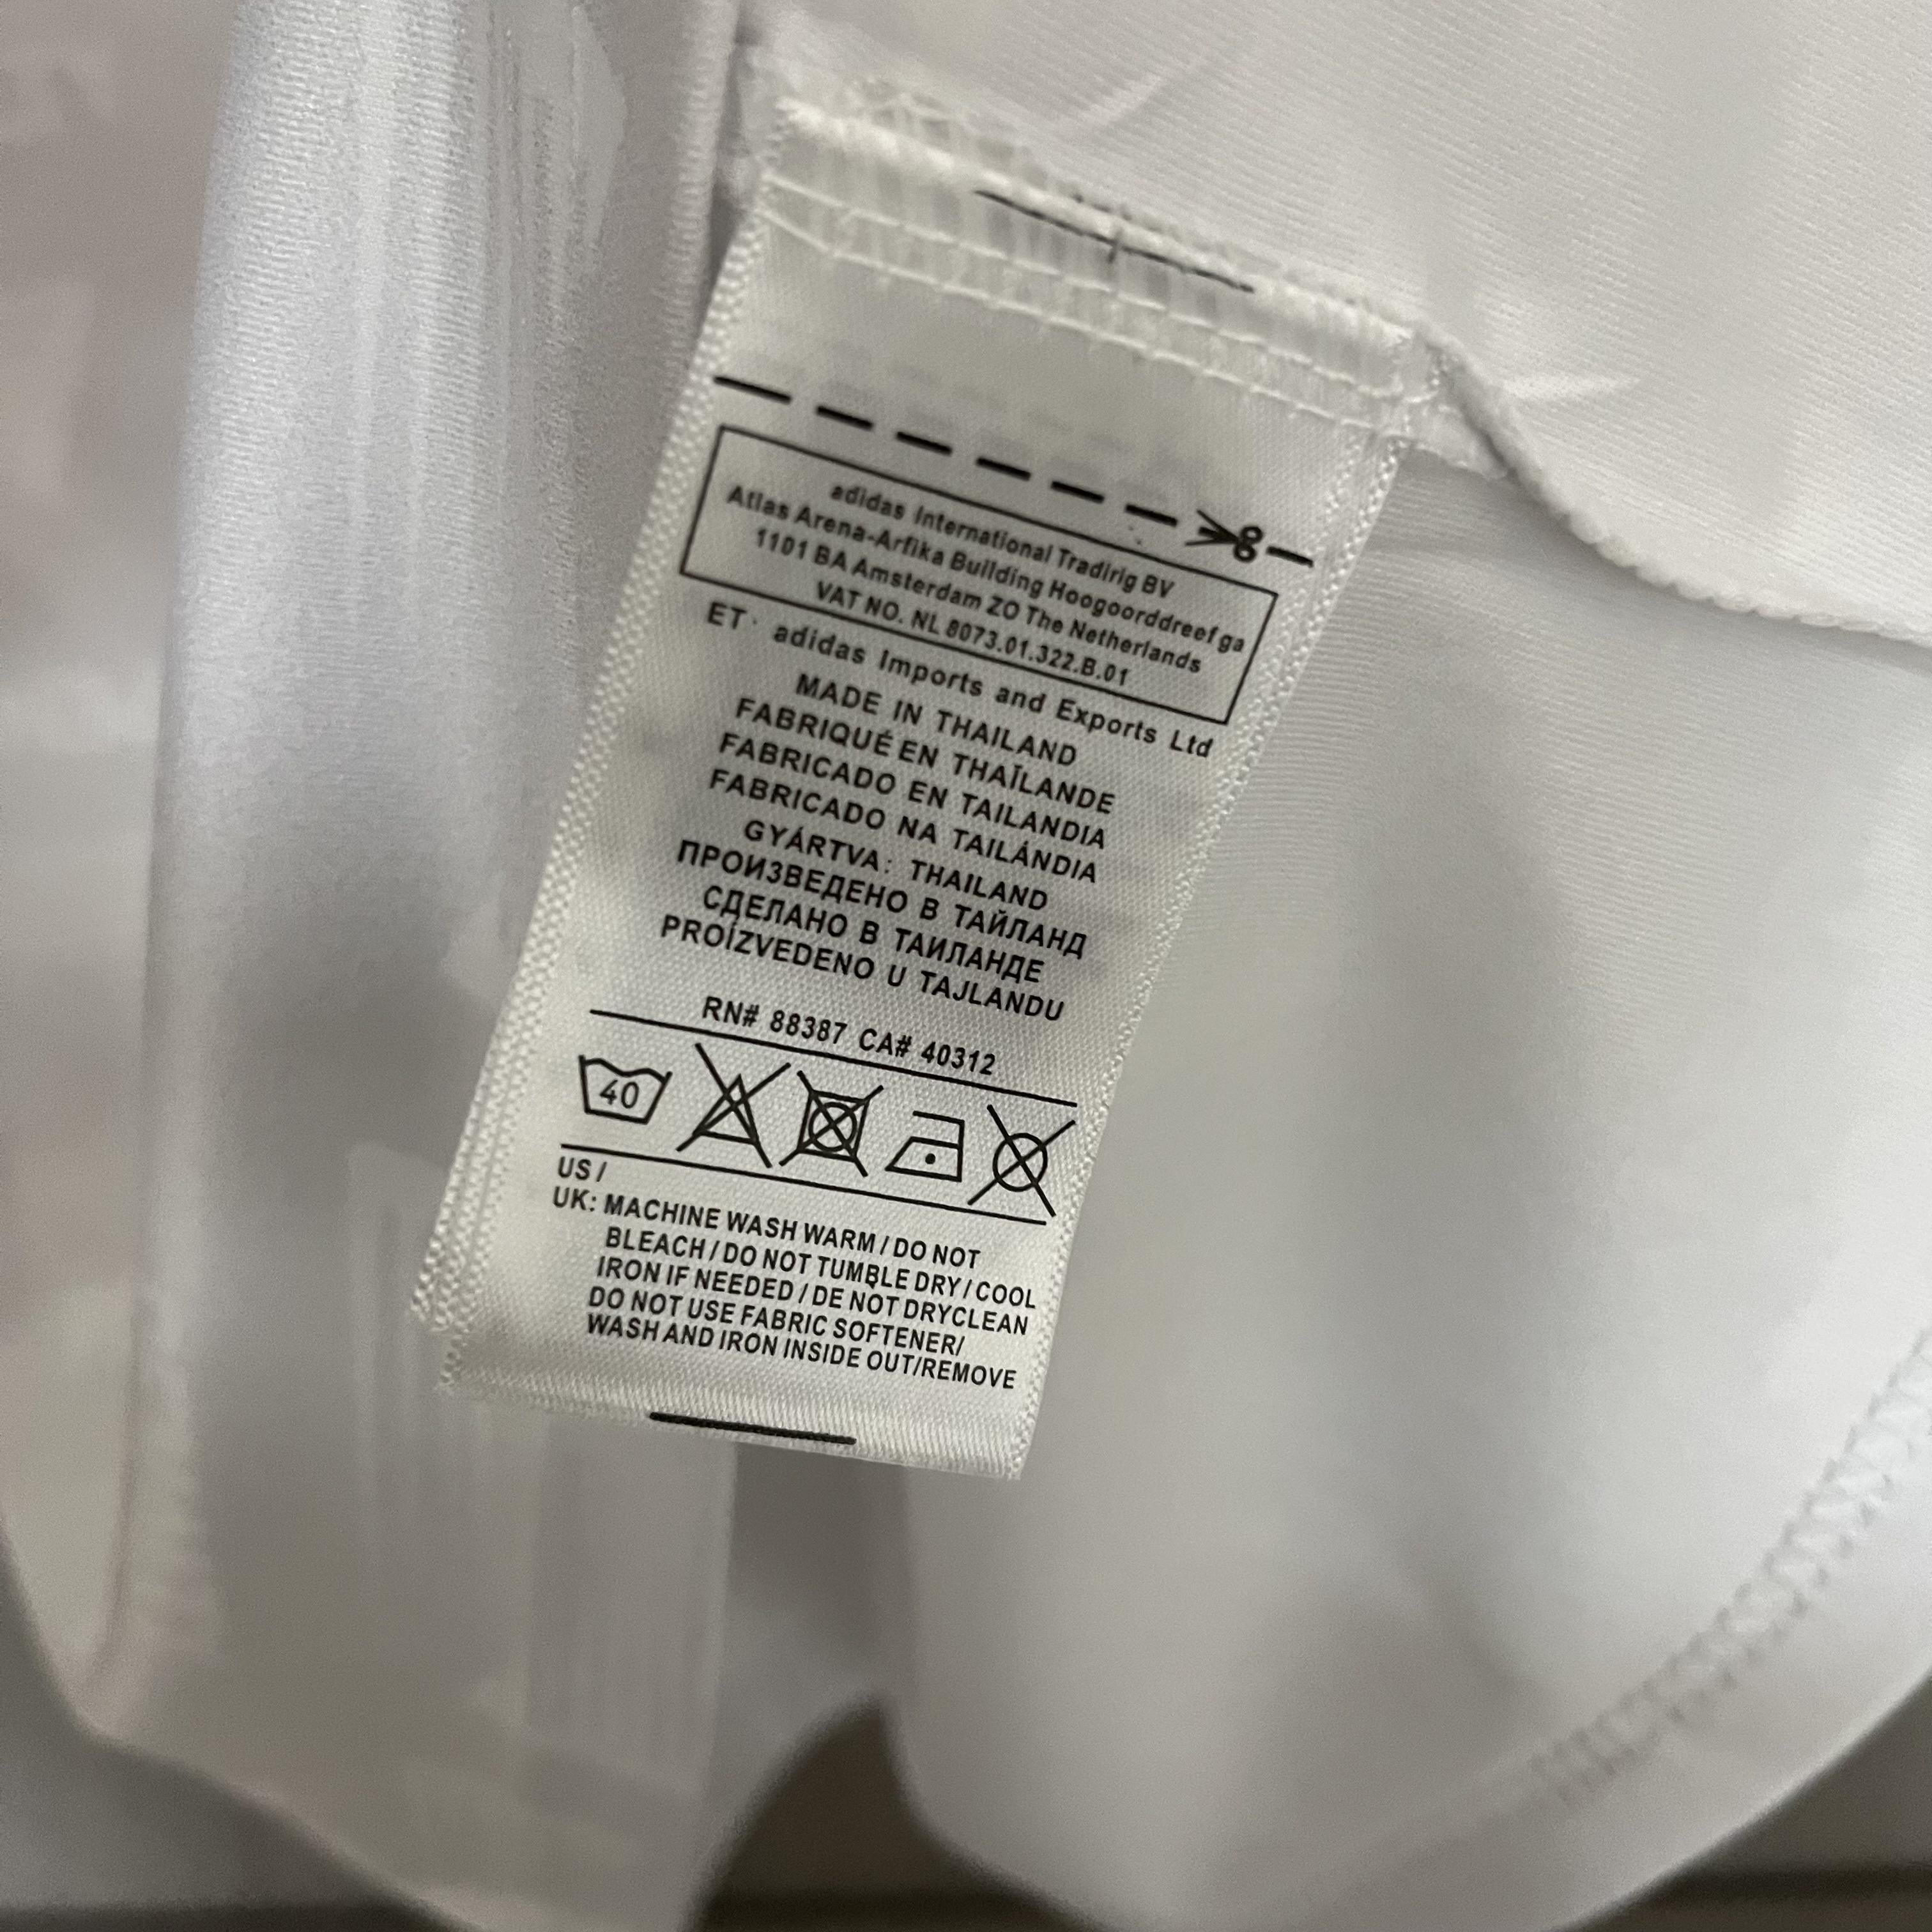 adidas International Tradirig BV
Atlas Arena-Arfika Building Hoogoorddreef ga
1101 BA Amsterdam ZO The Netherlands
VAT NO. NL 8073.01.322.B.01
ET· adidas Imports and Exports Ltd
MADE IN THAILAND
FABRIQUÉ EN THAÏLANDE
FABRICADO EN TAILANDIA
FABRICADO NA TAILÁNDIA
GYÁRTVA: THAILAND
ПРОИЗВЕДЕНО В ТАЙЛАНД
СДЕЛАНО В ТАИЛАНДЕ
PROÍZVEDENO U TAJLANDU
RN# 88387 CA# 40312
40
US /
UK: MACHINE WASH WARM / DO NOT
BLEACH / DO NOT TUMBLE DRY / COOL
IRON IF NEEDED / DE NOT DRYCLEAN
DO NOT USE FABRIC SOFTENER/
WASH AND IRON INSIDE OUT/REMOVE